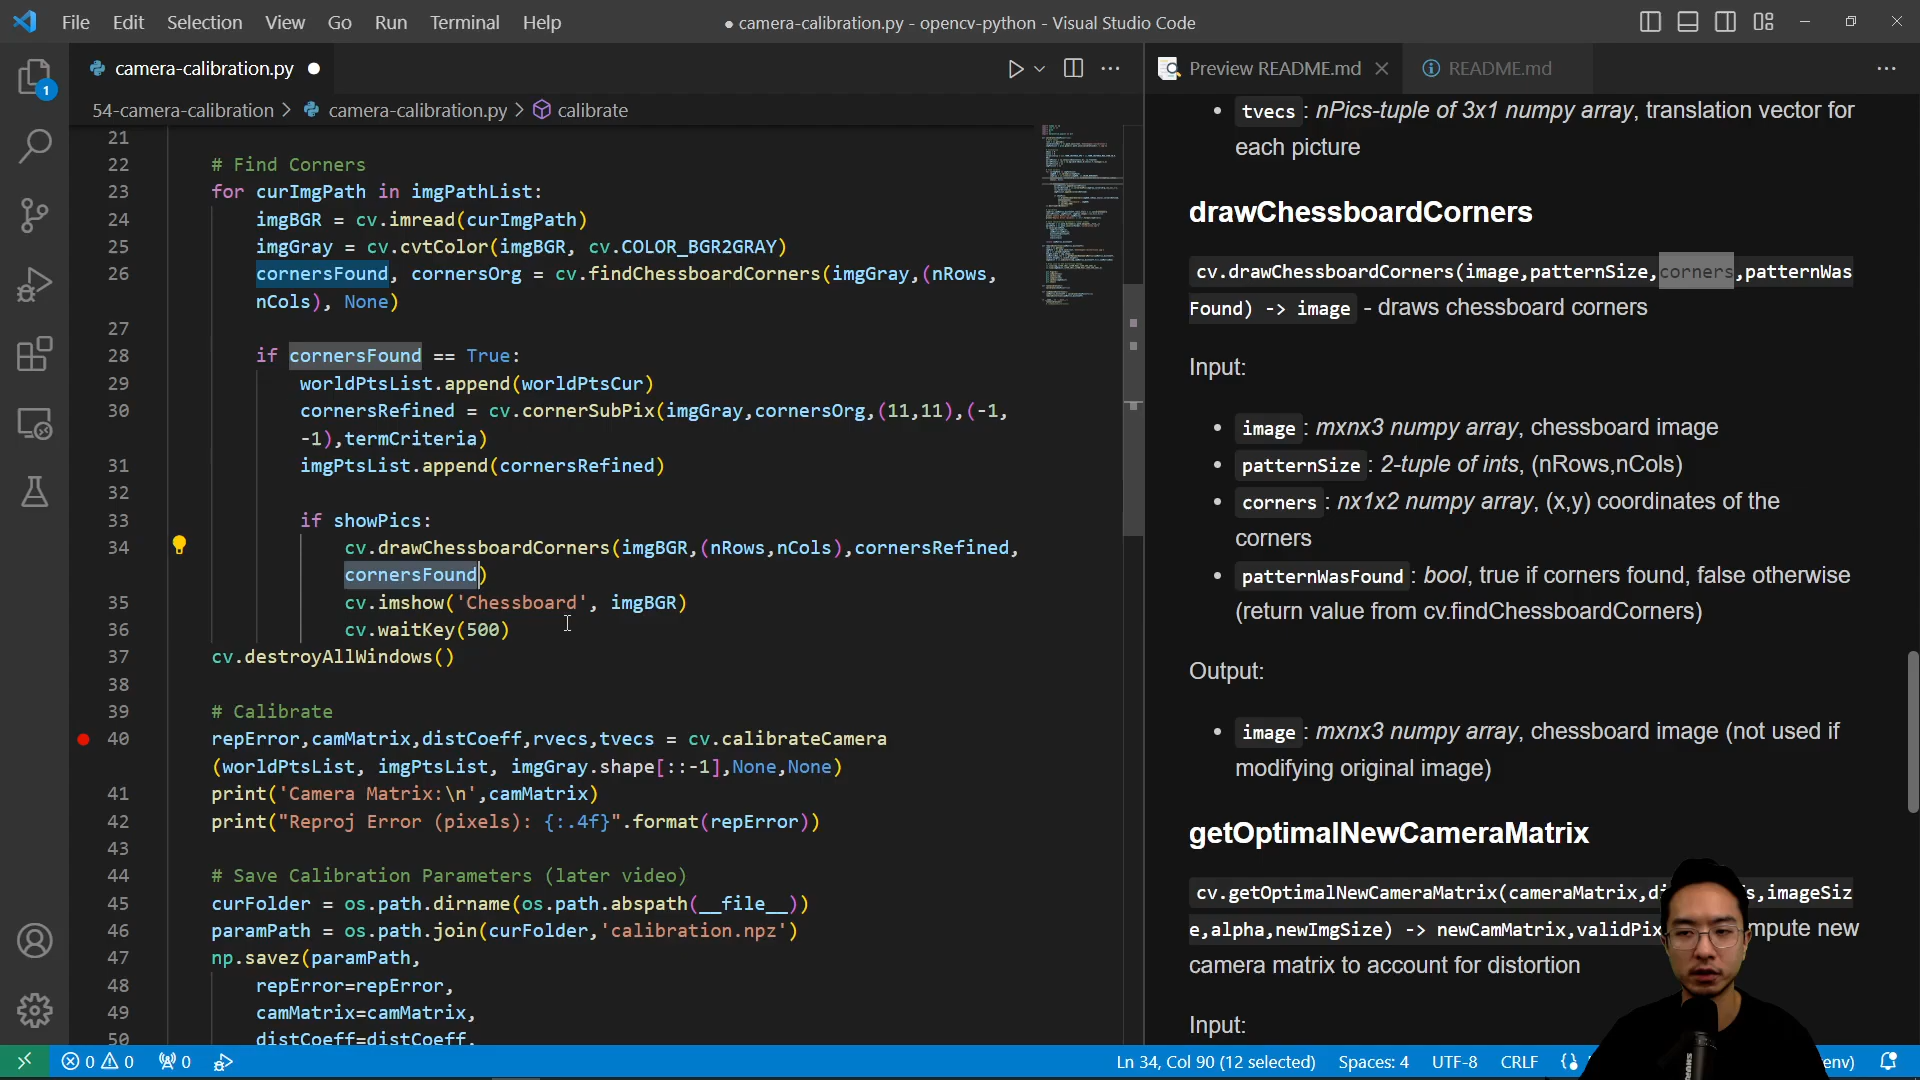 File Edit Selection View Go Run Terminal Help
● camera-calibration.py - opencv-python - Visual Studio Code
camera-calibration.py
Preview README.md
README.md
54-camera-calibration > camera-calibration.py > calibrate
1
21
22 # Find Corners
23 for curImgPath in imgPathList:
24 imgBGR = cv.imread(curImgPath)
25 imgGray = cv.cvtColor(imgBGR, cv.COLOR_BGR2GRAY)
26 cornersFound, cornersOrg = cv.findChessboardCorners(imgGray,(nRows,
nCols), None)
27
28 if cornersFound == True:
29 worldPtsList.append(worldPtsCur)
30 cornersRefined = cv.cornerSubPix(imgGray,cornersOrg,(11,11),(-1,
-1),termCriteria)
31 imgPtsList.append(cornersRefined)
32
33 if showPics:
34 cv.drawChessboardCorners(imgBGR,(nRows,nCols),cornersRefined,
cornersFound)
35 cv.imshow('Chessboard', imgBGR)
36 cv.waitKey(500)
37 cv.destroyAllWindows()
38
39 # Calibrate
40 repError,camMatrix,distCoeff,rvecs,tvecs = cv.calibrateCamera
(worldPtsList, imgPtsList, imgGray.shape[::-1],None,None)
41 print('Camera Matrix:\n',camMatrix)
42 print("Reproj Error (pixels): {:.4f}".format(repError))
43
44 # Save Calibration Parameters (later video)
45 curFolder = os.path.dirname(os.path.abspath(__file__))
46 paramPath = os.path.join(curFolder,'calibration.npz')
47 np.savez(paramPath,
48 repError=repError,
49 camMatrix=camMatrix,
50 distCoeff=distCoeff,
• tvecs : nPics-tuple of 3x1 numpy array, translation vector for
each picture
drawChessboardCorners
cv.drawChessboardCorners(image,patternSize,corners,patternWas
Found) -> image - draws chessboard corners
Input:
• image : mxnx3 numpy array, chessboard image
• patternSize : 2-tuple of ints, (nRows,nCols)
• corners : nx1x2 numpy array, (x,y) coordinates of the
corners
• patternWasFound : bool, true if corners found, false otherwise
(return value from cv.findChessboardCorners)
Output:
• image : mxnx3 numpy array, chessboard image (not used if
modifying original image)
getOptimalNewCameraMatrix
cv.getOptimalNewCameraMatrix(cameraMatrix,di s,imageSiz
e,alpha,newImgSize) -> newCamMatrix,validPix mpute new
camera matrix to account for distortion
Input:
0 0 0 Ln 34, Col 90 (12 selected) Spaces: 4 UTF-8 CRLF env)